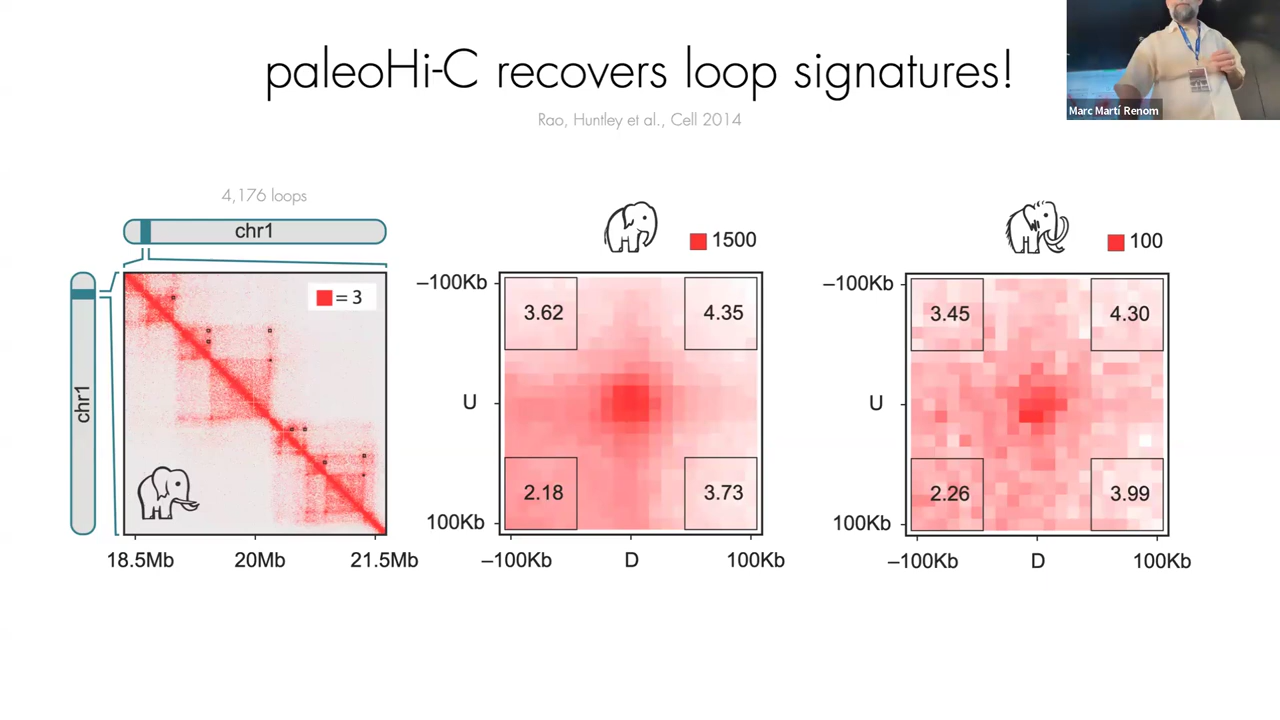 paleoHi-C recovers loop signatures!
Rao, Huntley et al., Cell 2014
Marc Martí Renom
4,176 loops
chr1
chr1
= 3
18.5Mb 20Mb 21.5Mb
1500
–100Kb
U
100Kb
3.62 4.35
2.18 3.73
–100Kb D 100Kb
100
–100Kb
U
100Kb
3.45 4.30
2.26 3.99
–100Kb D 100Kb